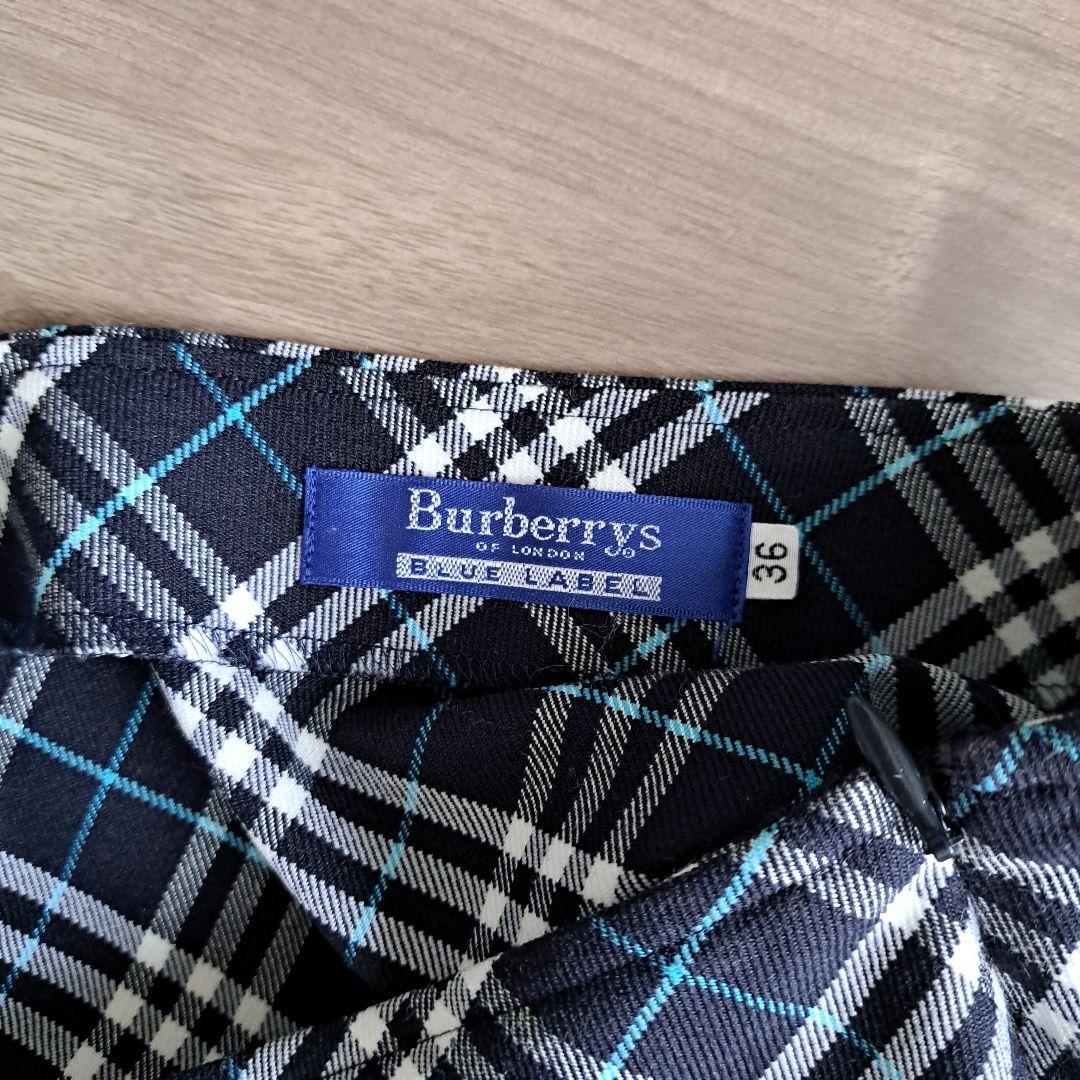 Burberrys
OF LONDON
BLUE LABEL
36